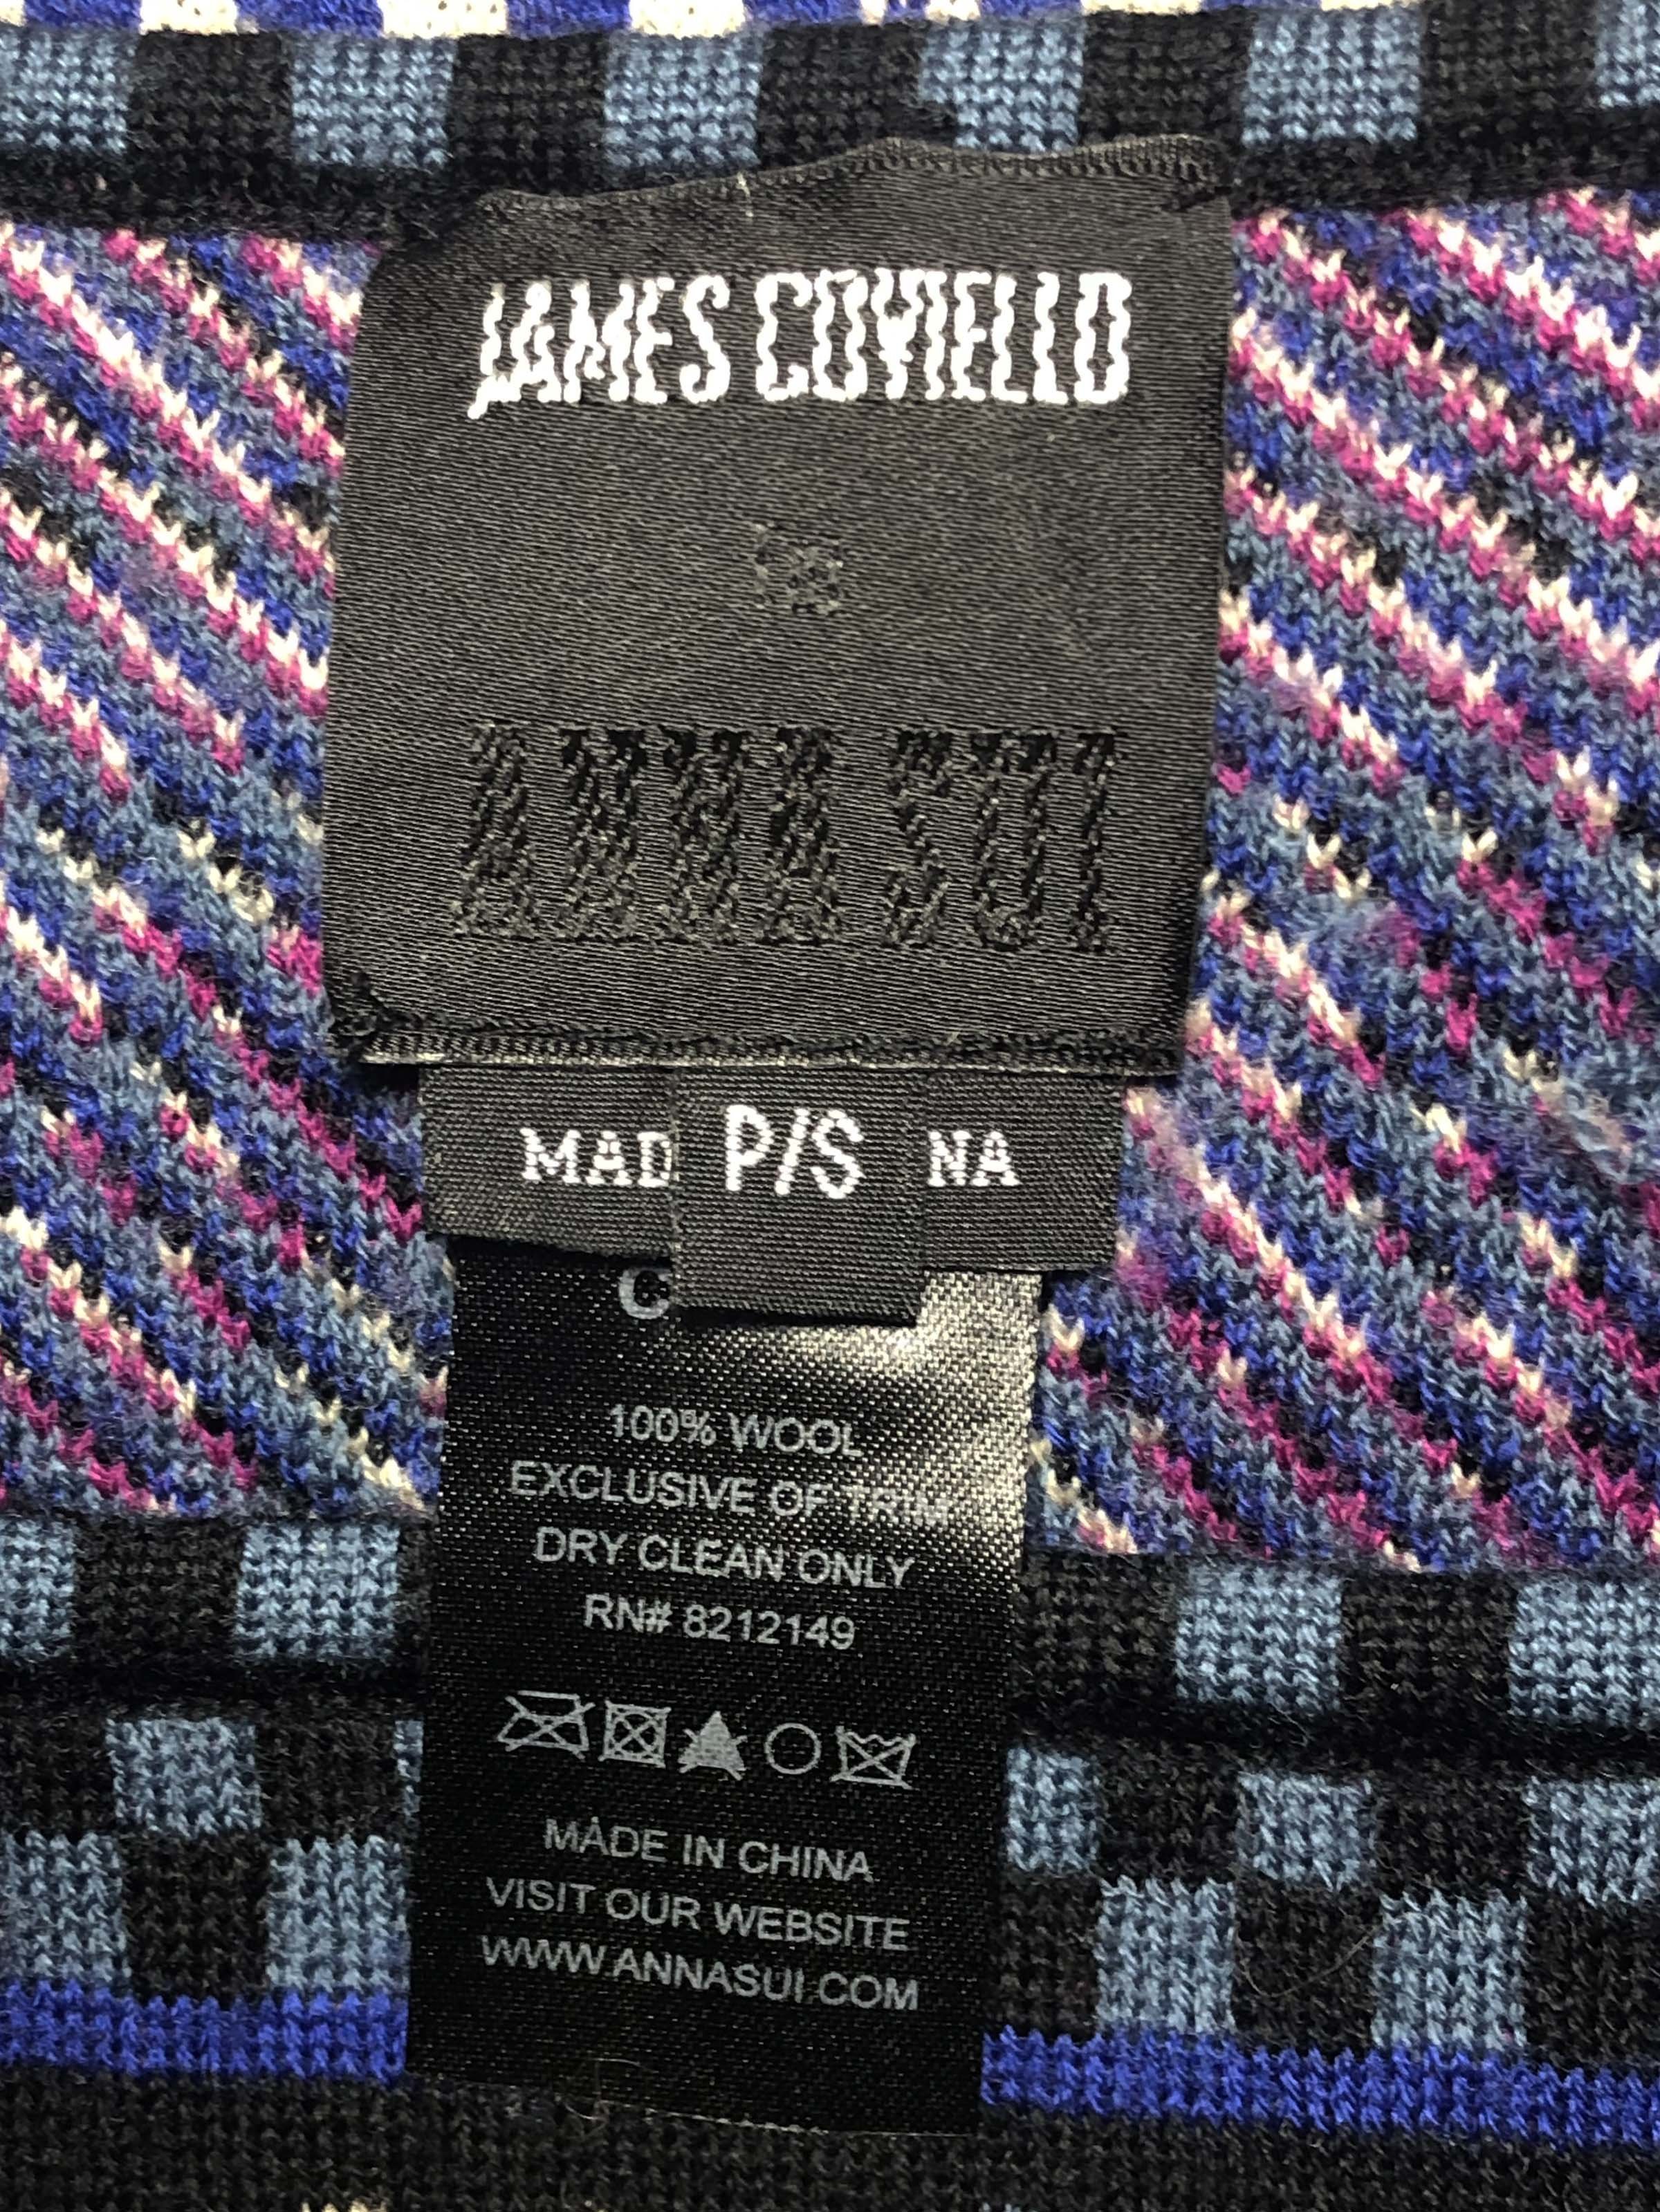 JAMES COVIELLO
&
ANNA SUI
MAD P/S NA
C
100% WOOL
EXCLUSIVE OF TRIM
DRY CLEAN ONLY
RN# 8212149
MADE IN CHINA
VISIT OUR WEBSITE
WWW.ANNASUI.COM